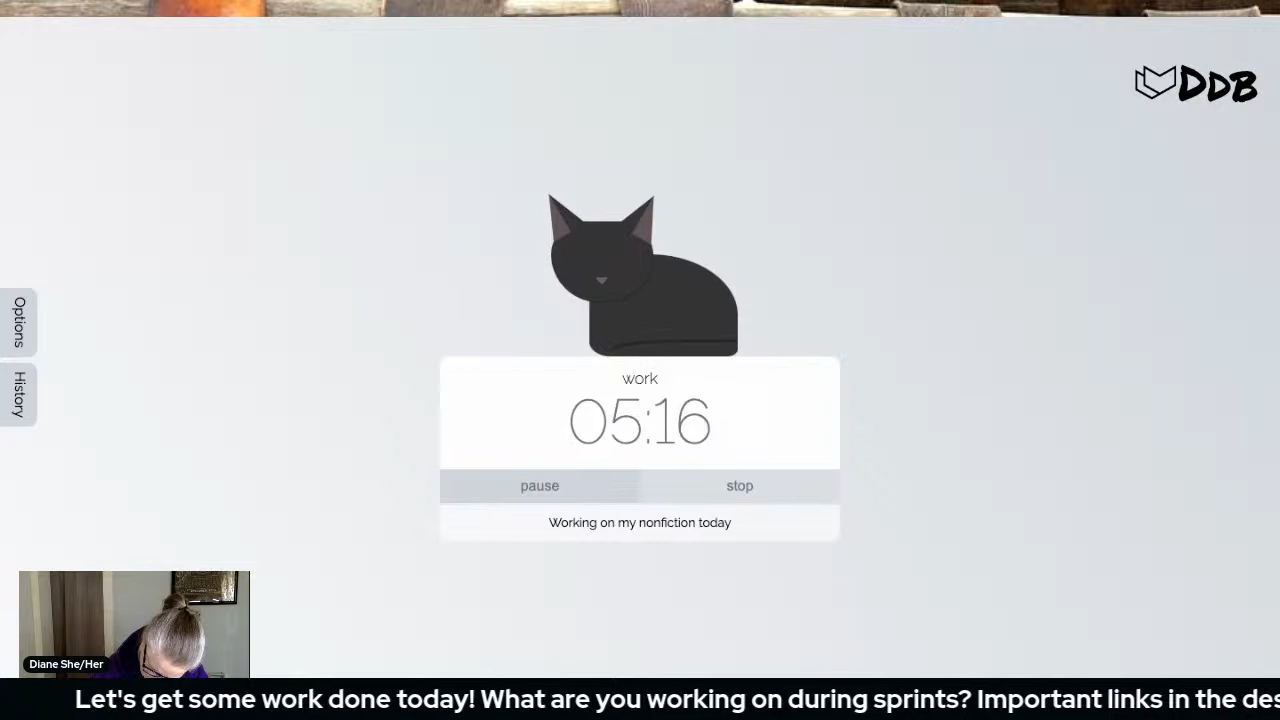 DDB
Options
History
work
05:16
pause
stop
Working on my nonfiction today
Diane She/Her
Let's get some work done today! What are you working on during sprints? Important links in the des